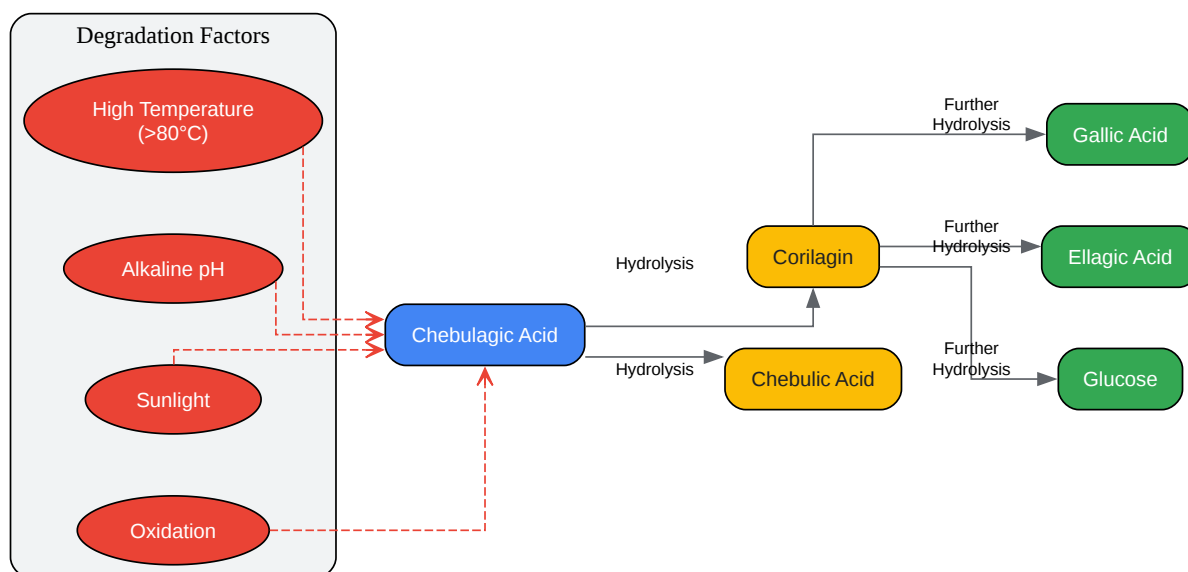 Degradation Factors
High Temperature
(>80°C)
Alkaline pH
Sunlight
Oxidation
Chebulagic Acid
Hydrolysis
Hydrolysis
Corilagin
Chebulic Acid
Further
Hydrolysis
Further
Hydrolysis
Further
Hydrolysis
Gallic Acid
Ellagic Acid
Glucose